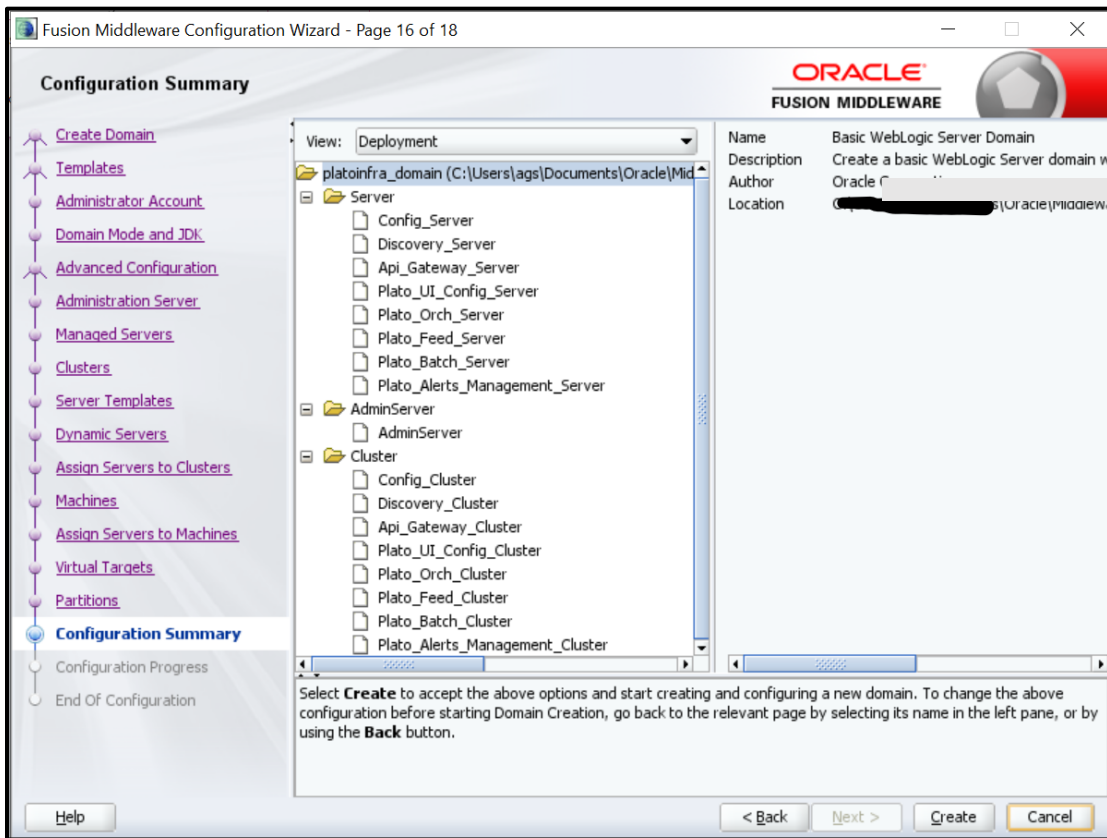 Fusion Middleware Configuration Wizard - Page 16 of 18
Configuration Summary
ORACLE
FUSION MIDDLEWARE
Create Domain
Templates
Administrator Account
Domain Mode and JDK
Advanced Configuration
Administration Server
Managed Servers
Clusters
Server Templates
Dynamic Servers
Assign Servers to Clusters
Machines
Assign Servers to Machines
Virtual Targets
Partitions
Configuration Summary
Configuration Progress
End Of Configuration
View: Deployment
platoinfra_domain (C:\Users\ags\Documents\Oracle\Mid
Server
Config_Server
Discovery_Server
Api_Gateway_Server
Plato_UI_Config_Server
Plato_Orch_Server
Plato_Feed_Server
Plato_Batch_Server
Plato_Alerts_Management_Server
AdminServer
AdminServer
Cluster
Config_Cluster
Discovery_Cluster
Api_Gateway_Cluster
Plato_UI_Config_Cluster
Plato_Orch_Cluster
Plato_Feed_Cluster
Plato_Batch_Cluster
Plato_Alerts_Management_Cluster
Name Basic WebLogic Server Domain
Description Create a basic WebLogic Server domain w
Author Oracle
Location s\Oracle\Middlewa
Select Create to accept the above options and start creating and configuring a new domain. To change the above
configuration before starting Domain Creation, go back to the relevant page by selecting its name in the left pane, or by
using the Back button.
Help
< Back Next > Create Cancel